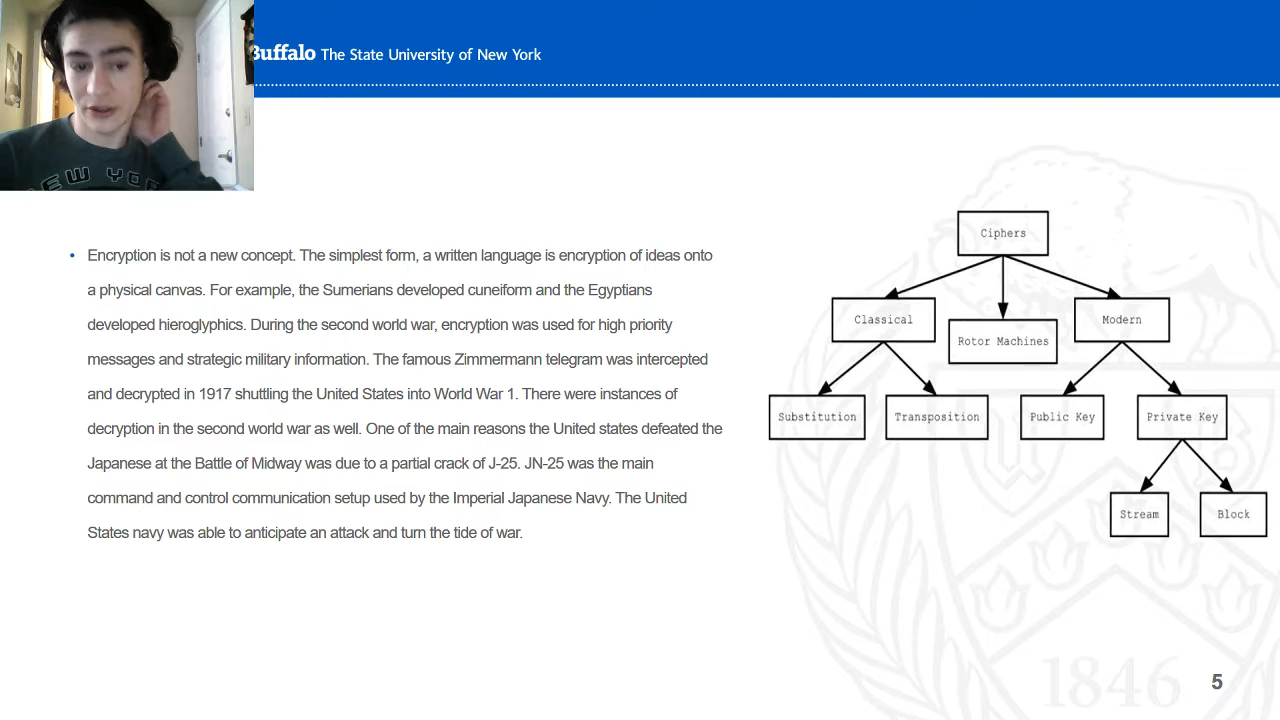 Buffalo The State University of New York
EW YO
• Encryption is not a new concept. The simplest form, a written language is encryption of ideas onto
a physical canvas. For example, the Sumerians developed cuneiform and the Egyptians
developed hieroglyphics. During the second world war, encryption was used for high priority
messages and strategic military information. The famous Zimmermann telegram was intercepted
and decrypted in 1917 shuttling the United States into World War 1. There were instances of
decryption in the second world war as well. One of the main reasons the United states defeated the
Japanese at the Battle of Midway was due to a partial crack of J-25. JN-25 was the main
command and control communication setup used by the Imperial Japanese Navy. The United
States navy was able to anticipate an attack and turn the tide of war.
Ciphers
Classical
Rotor Machines
Modern
Substitution
Transposition
Public Key
Private Key
Stream
Block
1846
5